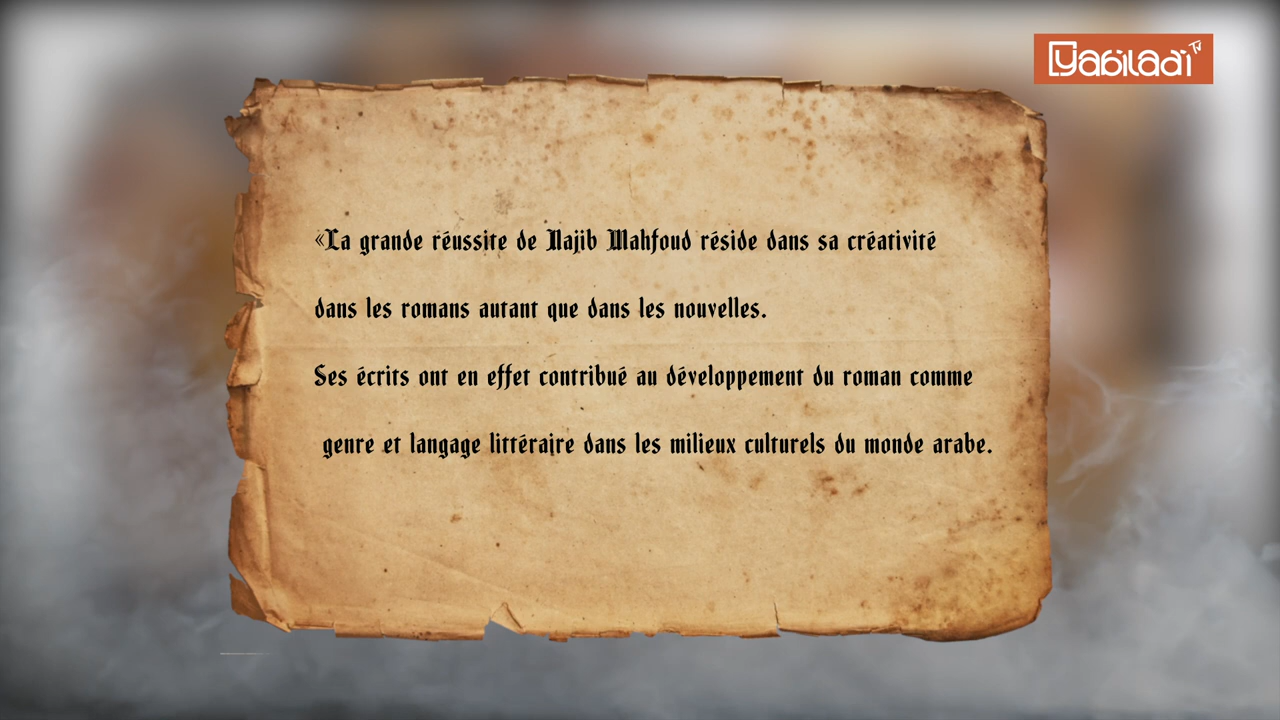 Yabiladi TV
«La grande réussite de Najib Mahfoud réside dans sa créativité
dans les romans autant que dans les nouvelles.
Ses écrits ont en effet contribué au développement du roman comme
genre et langage littéraire dans les milieux culturels du monde arabe.